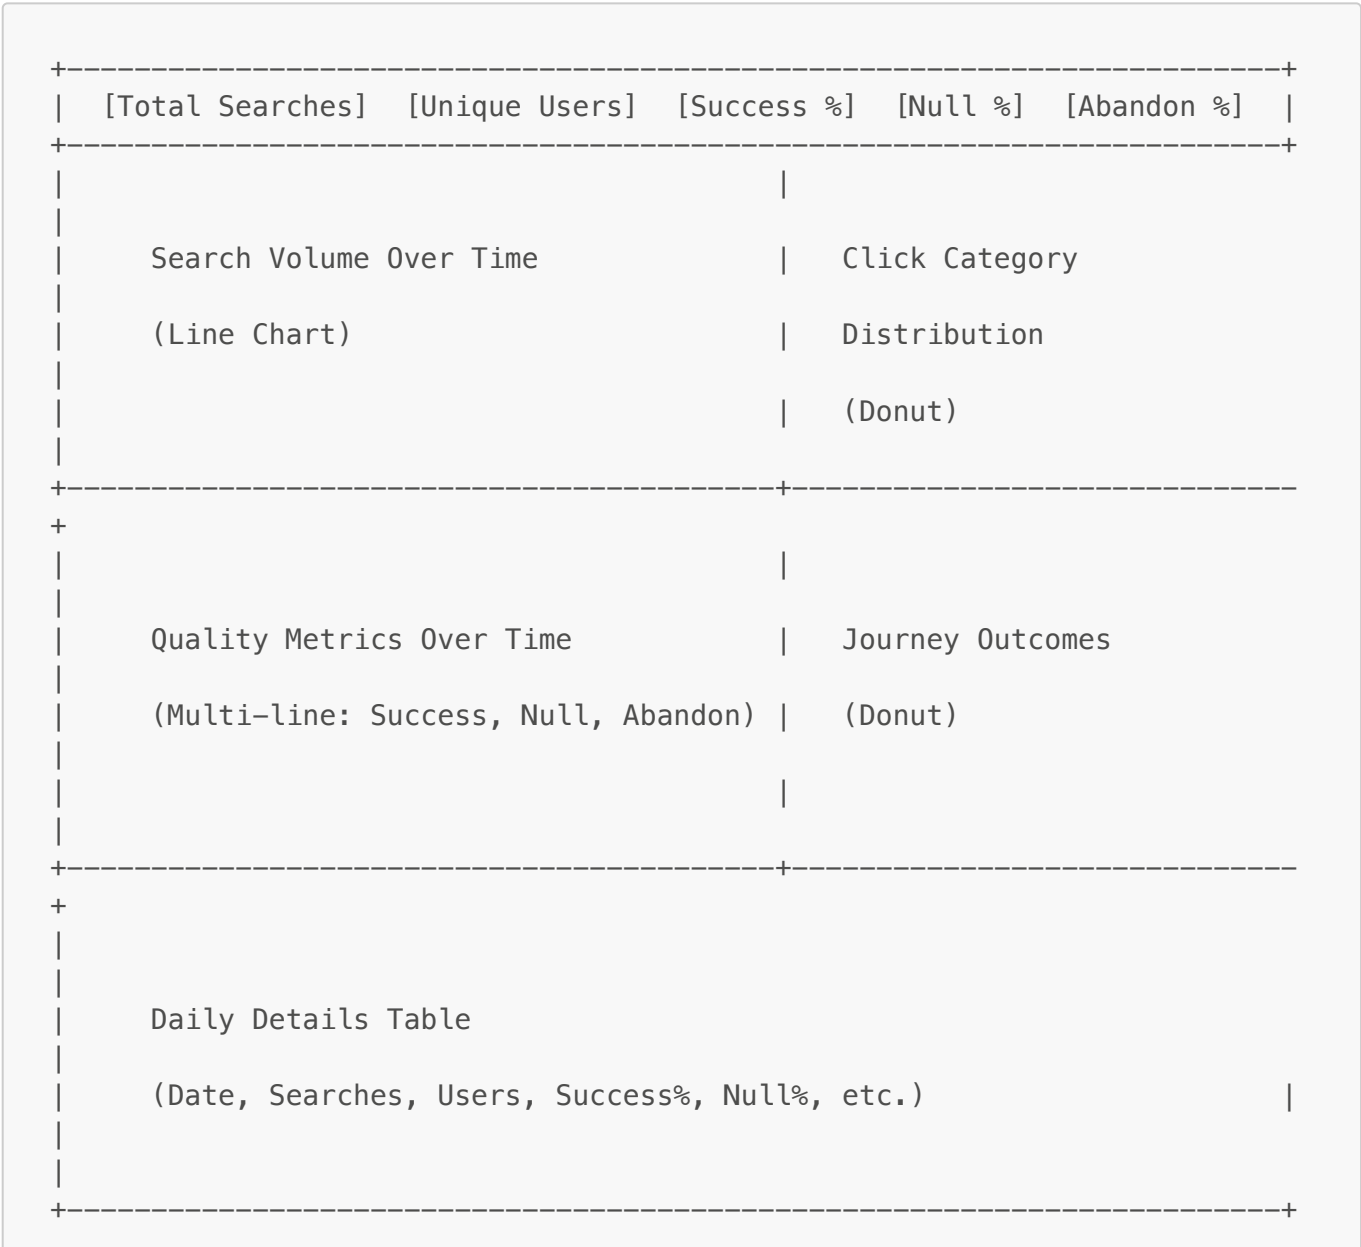 +------------------------------------------------------------------------+
|  [Total Searches]  [Unique Users]  [Success %]  [Null %]  [Abandon %]  |
+------------------------------------------------------------------------+
|                                          |
|
|     Search Volume Over Time              |   Click Category
|
|     (Line Chart)                         |   Distribution
|
|                                          |   (Donut)
|
+------------------------------------------+------------------------------
+
|                                          |
|
|     Quality Metrics Over Time            |   Journey Outcomes
|
|     (Multi-line: Success, Null, Abandon) |   (Donut)
|
|                                          |
|
+------------------------------------------+------------------------------
+
|
|
|     Daily Details Table
|
|     (Date, Searches, Users, Success%, Null%, etc.)                     |
|
|
+------------------------------------------------------------------------+